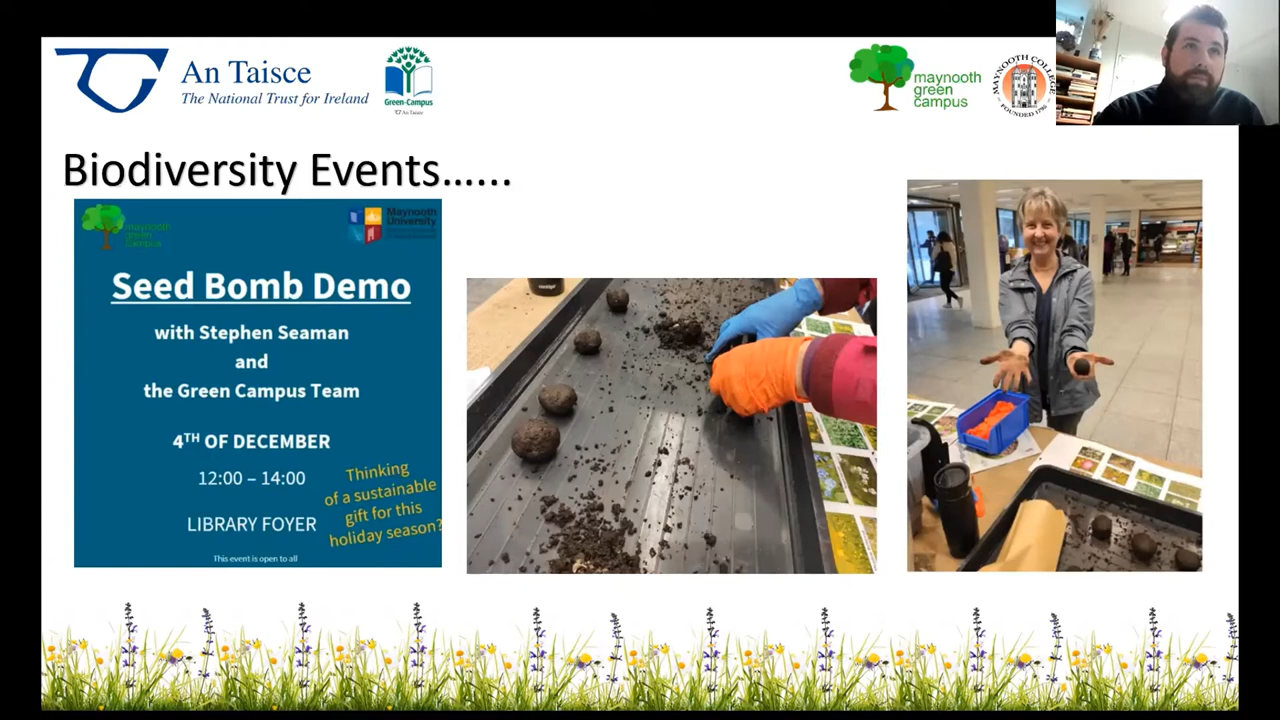 An Taisce
The National Trust for Ireland
Green-Campus
An Taisce
maynooth
green
campus
MAYNOOTH COLLEGE
FOUNDED 1795
Biodiversity Events......
maynooth
green
campus
Maynooth
University
Seed Bomb Demo
with Stephen Seaman
and
the Green Campus Team
4TH OF DECEMBER
12:00 – 14:00
LIBRARY FOYER
Thinking
of a sustainable
gift for this
holiday season?
This event is open to all